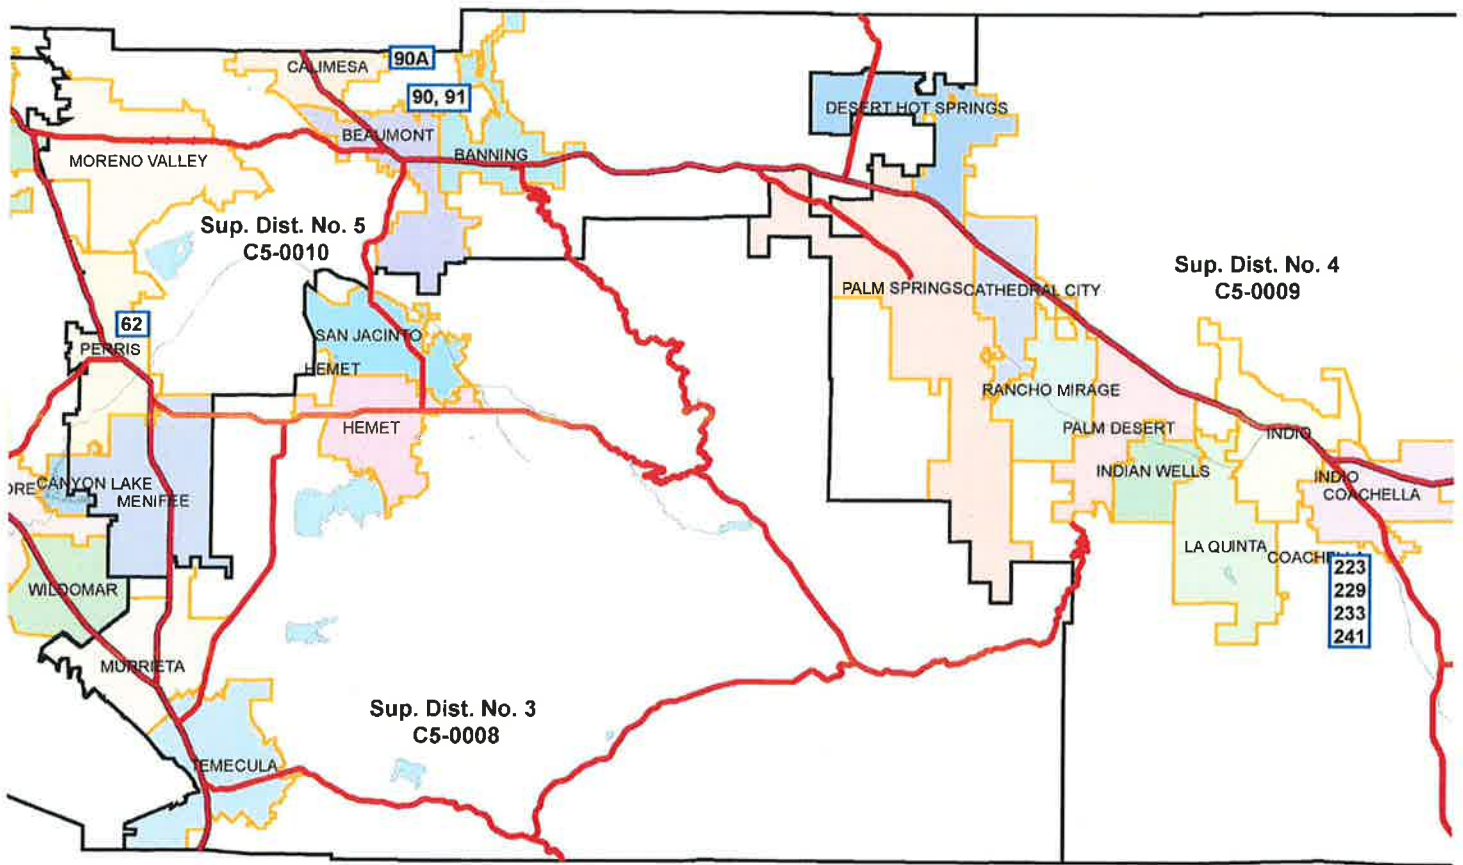 CALIMESA
90A
90, 91
DESERT HOT SPRINGS
BEAUMONT
BANNING
MORENO VALLEY
Sup. Dist. No. 5
C5-0010
Sup. Dist. No. 4
C5-0009
PALM SPRINGS
CATHEDRAL CITY
62
PERRIS
SAN JACINTO
HEMET
RANCHO MIRAGE
HEMET
PALM DESERT
INDIO
INDIAN WELLS
INDIO
COACHELLA
ORE
CANYON LAKE
MENIFEE
LA QUINTA
223
229
233
241
WILDOMAR
MURRIETA
Sup. Dist. No. 3
C5-0008
TEMECULA